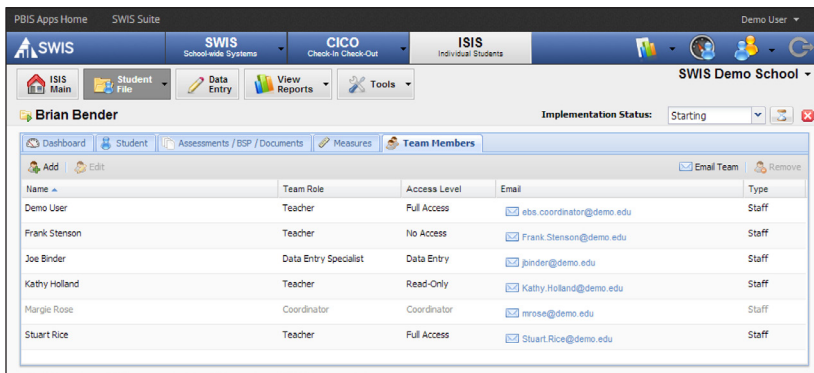 PBIS Apps Home SWIS Suite Demo User
SWIS SWIS CICO ISIS
School-wide Systems Check-In Check-Out Individual Students
SWIS Demo School
ISIS Main Student File Data Entry View Reports Tools
Brian Bender Implementation Status: Starting
Dashboard Student Assessments / BSP / Documents Measures Team Members
Add Edit Email Team Remove
Name Team Role Access Level Email Type
Demo User Teacher Full Access ebs.coordinator@demo.edu Staff
Frank Stenson Teacher No Access Frank.Stenson@demo.edu Staff
Joe Binder Data Entry Specialist Data Entry jbinder@demo.edu Staff
Kathy Holland Teacher Read-Only Kathy.Holland@demo.edu Staff
Margie Rose Coordinator Coordinator mrose@demo.edu Staff
Stuart Rice Teacher Full Access Stuart.Rice@demo.edu Staff